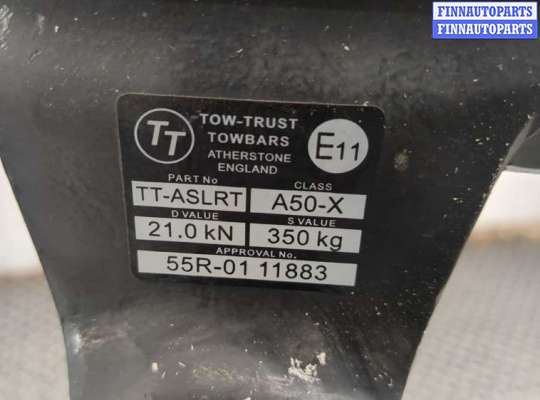 FINNAUTOPARTS
FINNAUTOPARTS
FINNAUTOPARTS
TT
TOW-TRUST
TOWBARS
ATHERSTONE
ENGLAND
E11
PART No
CLASS
TT-ASLRT
A50-X
D VALUE
S VALUE
21.0 kN
350 kg
APPROVAL No.
55R-01 11883